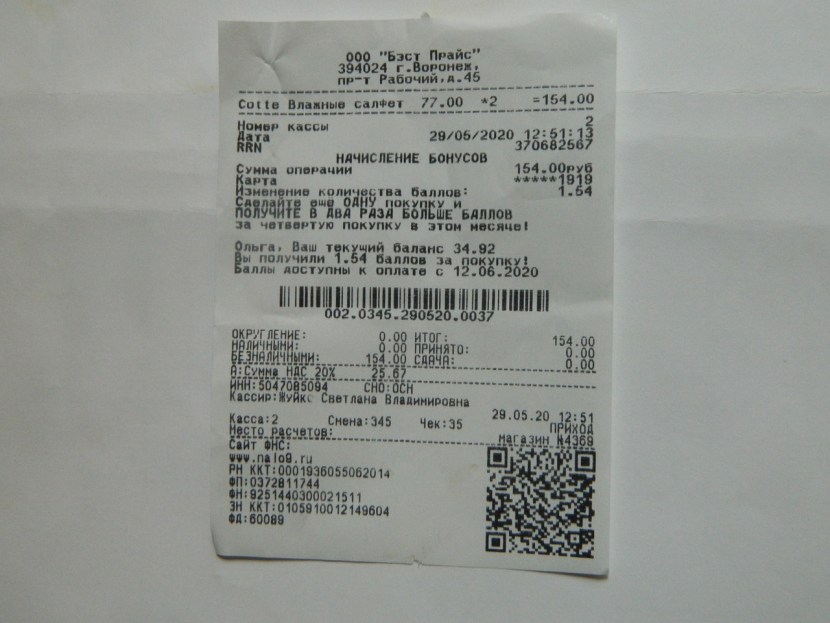 ООО "Бэст Прайс"
394024 г.Воронеж,
пр-т Рабочий,д.45
Cotte Влажные салфет 77.00 *2 =154.00
Номер кассы 2
Дата 29/05/2020 12:51:13
RRN 370682567
НАЧИСЛЕНИЕ БОНУСОВ
Сумма операции 154.00руб
Карта *****1919
Изменение количества баллов: 1.54
Сделайте еще ОДНУ покупку и
ПОЛУЧИТЕ В ДВА РАЗА БОЛЬШЕ БАЛЛОВ
за четвертую покупку в этом месяце!
Ольга, Ваш текущий баланс 34.92
Вы получили 1.54 баллов за покупку!
Баллы доступны к оплате с 12.06.2020
002.0345.290520.0037
ОКРУГЛЕНИЕ: 0.00 ИТОГ: 154.00
НАЛИЧНЫМИ: 0.00 ПРИНЯТО: 0.00
БЕЗНАЛИЧНЫМИ: 154.00 СДАЧА: 0.00
А:Сумма НДС 20% 25.67
ИНН:5047085094 СНО:ОСН
Кассир: Светлана Владимировна
29.05.20 12:51
Касса:2 Смена:345 Чек:35 ПРИХОД
Место расчетов: магазин №4369
Сайт ФНС:
www.nalog.ru
РН ККТ:0001936055062014
ФП:0372811744
ФН:9251440300021511
ЗН ККТ:0105910012149604
ФД:60089